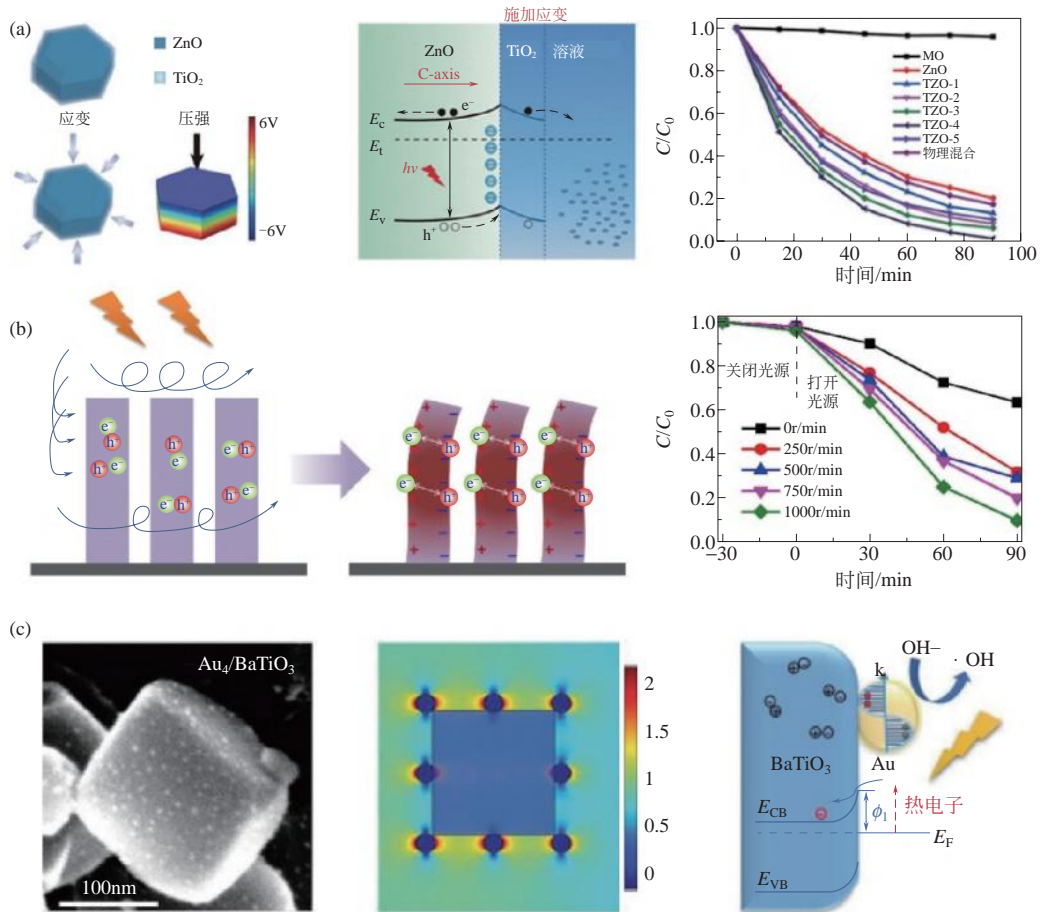 (a)
ZnO
TiO₂
应变
压强
6V
−6V
施加应变
ZnO
TiO₂
溶液
C-axis
e⁻
E_c
E_t
hν
E_v
h⁺
C/C₀
1.0
0.8
0.6
0.4
0.2
0.0
MO
ZnO
TZO-1
TZO-2
TZO-3
TZO-4
TZO-5
物理混合
0
20
40
60
80
100
时间/min
(b)
e⁻
h⁺
h⁺
e⁻
h⁺
e⁻
e⁻
h⁺
e⁻
h⁺
h⁺
e⁻
+
−
e⁻
h⁺
e⁻
h⁺
e⁻
h⁺
e⁻
h⁺
e⁻
h⁺
e⁻
h⁺
C/C₀
1.0
0.8
0.6
0.4
0.2
0.0
关闭光源
打开
光源
0r/min
250r/min
500r/min
750r/min
1000r/min
−30
0
30
60
90
时间/min
(c)
Au₄/BaTiO₃
100nm
2
1.5
1
0.5
0
OH−
· OH
k
BaTiO₃
Au
E_CB
ϕ₁
热电子
E_F
E_VB